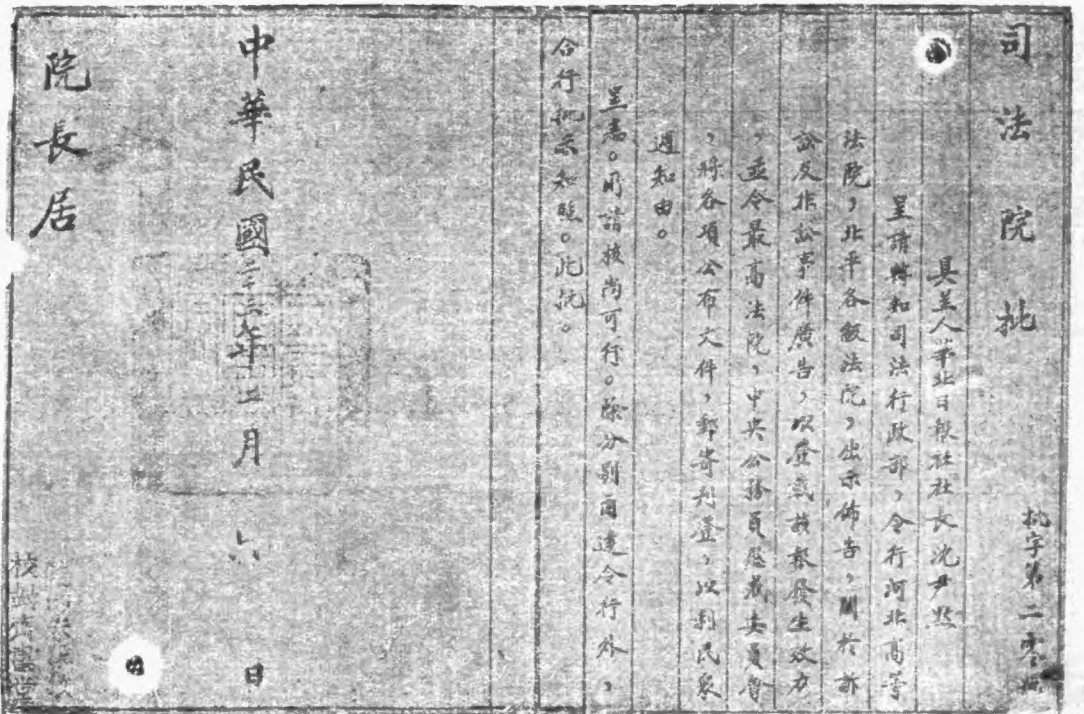 司法院批
批字第二零號
具呈人華北日報社社長沈尹默
呈請轉知司法行政部，令行河北高等
法院，北平各級法院，出示佈告，關於訴
訟及非訟事件廣告，以登載該報發生效力
，並令最高法院，中央公務員懲戒委員會
，將各項公布文件，郵寄刊登，以利民眾
週知由。
呈悉。所請核尚可行。除分別函達令行外，
合行批示知照。此批。
中華民國 年 月 六 日
院長居
校對